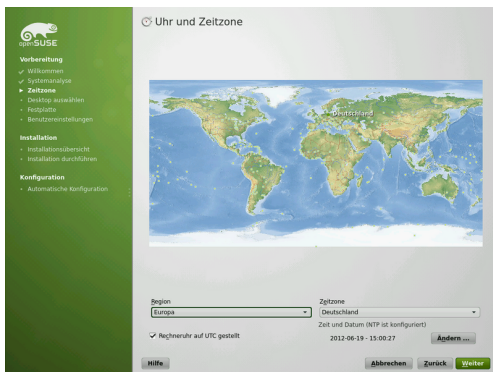 openSUSE
Vorbereitung
Willkommen
Systemanalyse
Zeitzone
Desktop auswählen
Festplatte
Benutzereinstellungen
Installation
Installationsübersicht
Installation durchführen
Konfiguration
Automatische Konfiguration
Uhr und Zeitzone
Deutschland
Region
Europa
Zeitzone
Deutschland
Rechneruhr auf UTC gestellt
Zeit und Datum (NTP ist konfiguriert)
2012-06-19 - 15:00:27
Ändern ...
Hilfe
Abbrechen
Zurück
Weiter